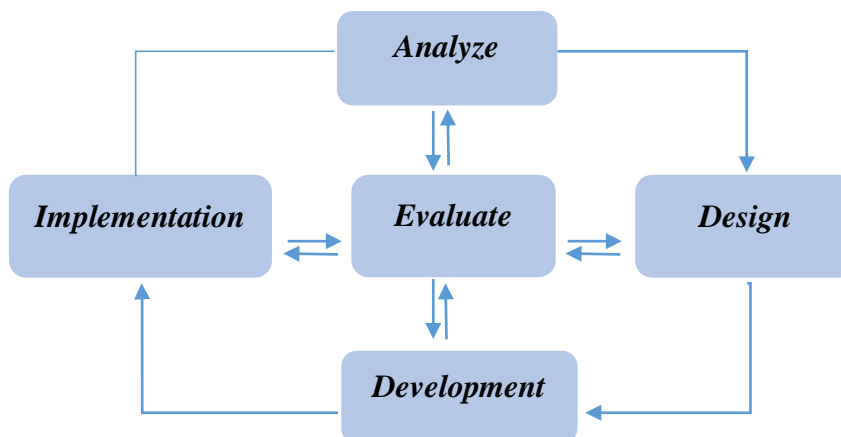 Analyze
Implementation
Evaluate
Design
Development